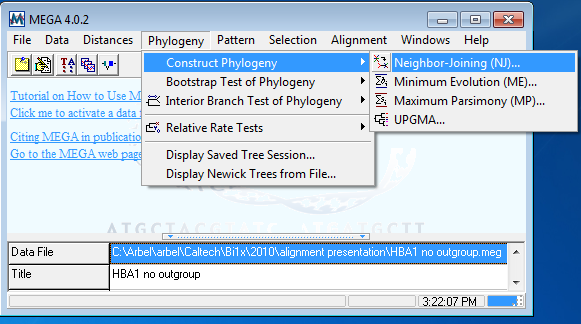 MEGA 4.0.2
File Data Distances Phylogeny Pattern Selection Alignment Windows Help
Construct Phylogeny
Bootstrap Test of Phylogeny
Interior Branch Test of Phylogeny
Relative Rate Tests
Display Saved Tree Session...
Display Newick Trees from File...
Neighbor-Joining (NJ)...
Minimum Evolution (ME)...
Maximum Parsimony (MP)...
UPGMA...
TA
Tutorial on How to Use M
Click me to activate a data
Citing MEGA in publication
Go to the MEGA web page
Data File C:\Arbel\arbel\Caltech\Bi1x\2010\alignment presentation\HBA1 no outgroup.meg
Title HBA1 no outgroup
3:22:07 PM